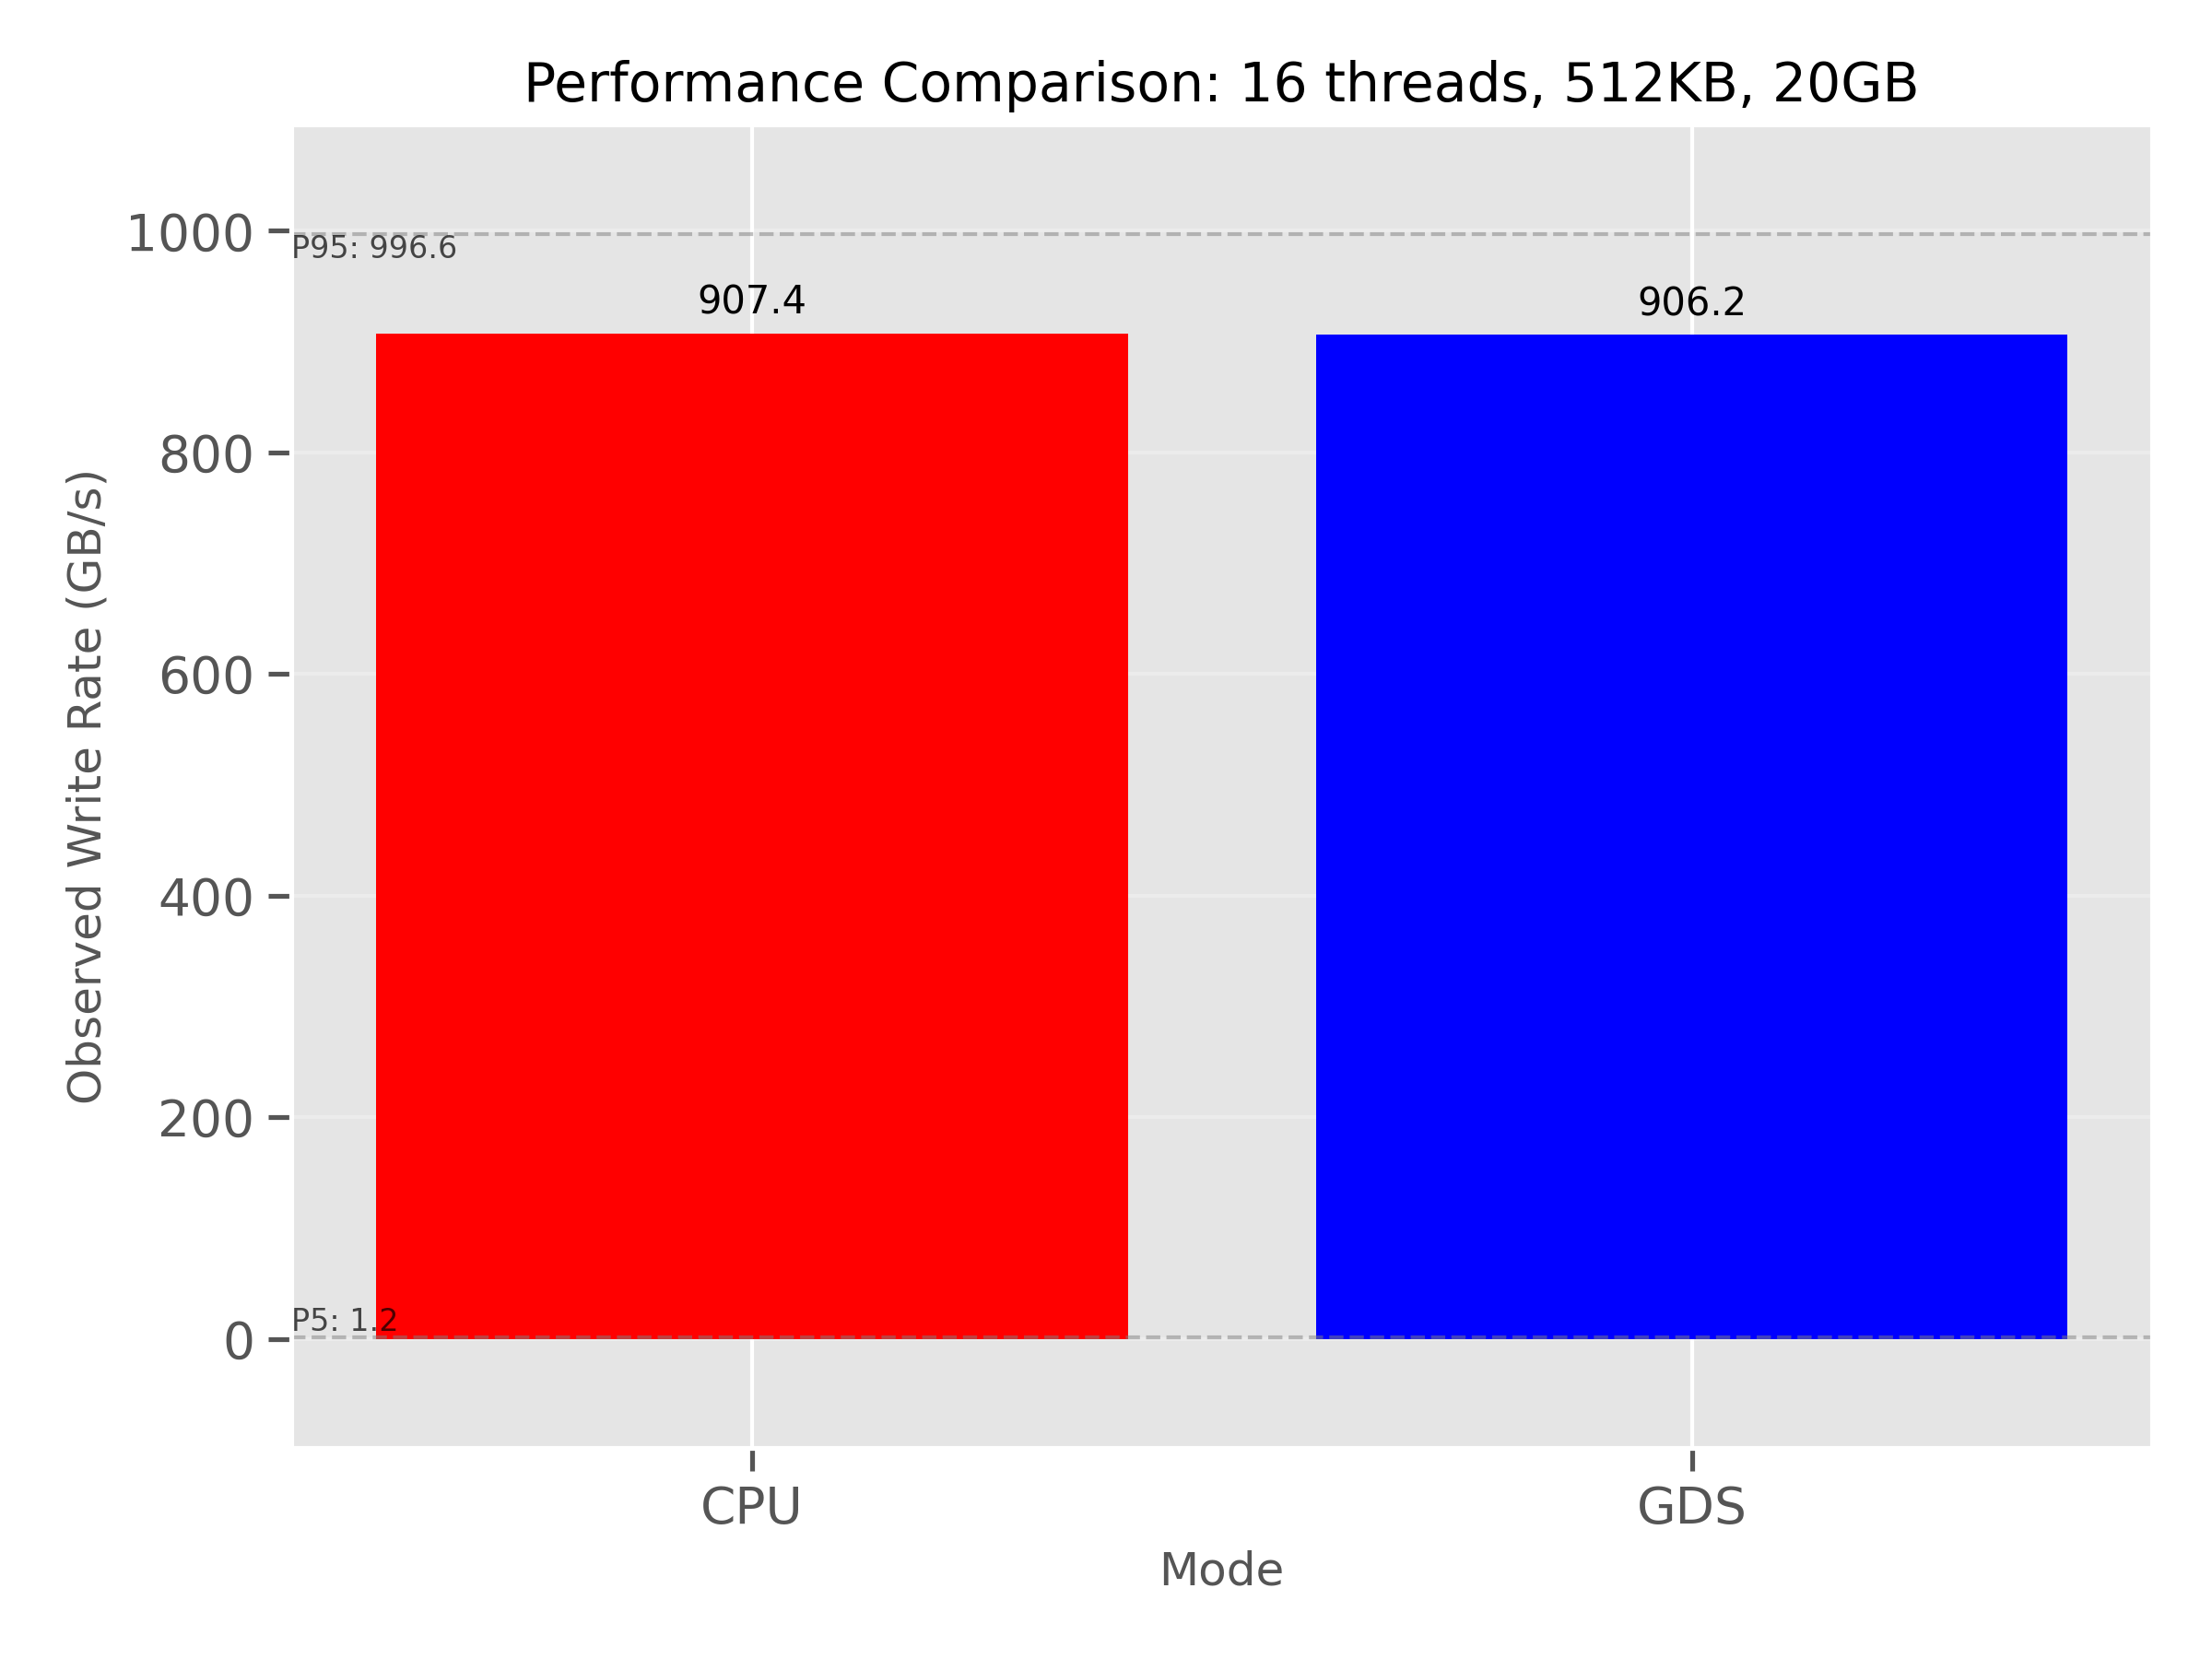 Performance Comparison: 16 threads, 512KB, 20GB
Observed Write Rate (GB/s)
1000
800
600
400
200
0
P95: 996.6
907.4
906.2
P5: 1.2
CPU
GDS
Mode